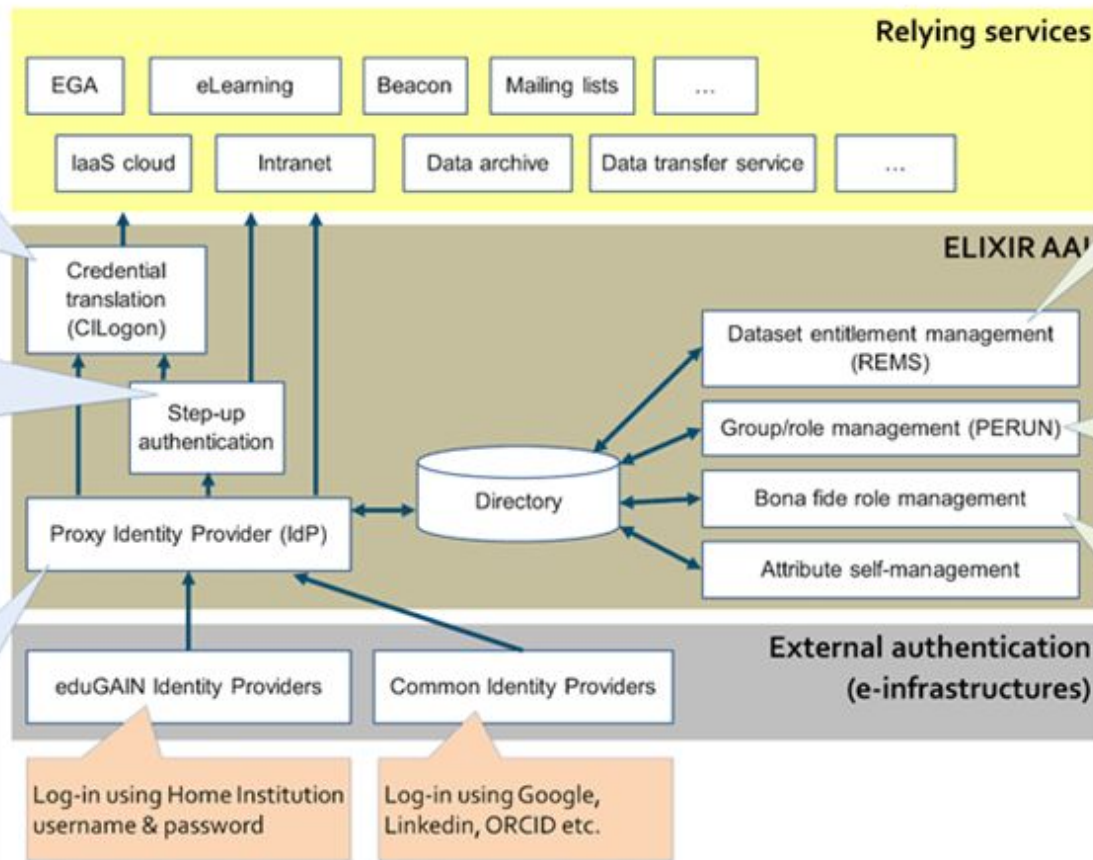 Relying services
EGA
eLearning
Beacon
Mailing lists
...
IaaS cloud
Intranet
Data archive
Data transfer service
...
ELIXIR AAI
Credential
translation
(CILogon)
Step-up
authentication
Proxy Identity Provider (IdP)
Directory
Dataset entitlement management
(REMS)
Group/role management (PERUN)
Bona fide role management
Attribute self-management
External authentication
(e-infrastructures)
eduGAIN Identity Providers
Common Identity Providers
Log-in using Home Institution
username & password
Log-in using Google,
Linkedin, ORCID etc.